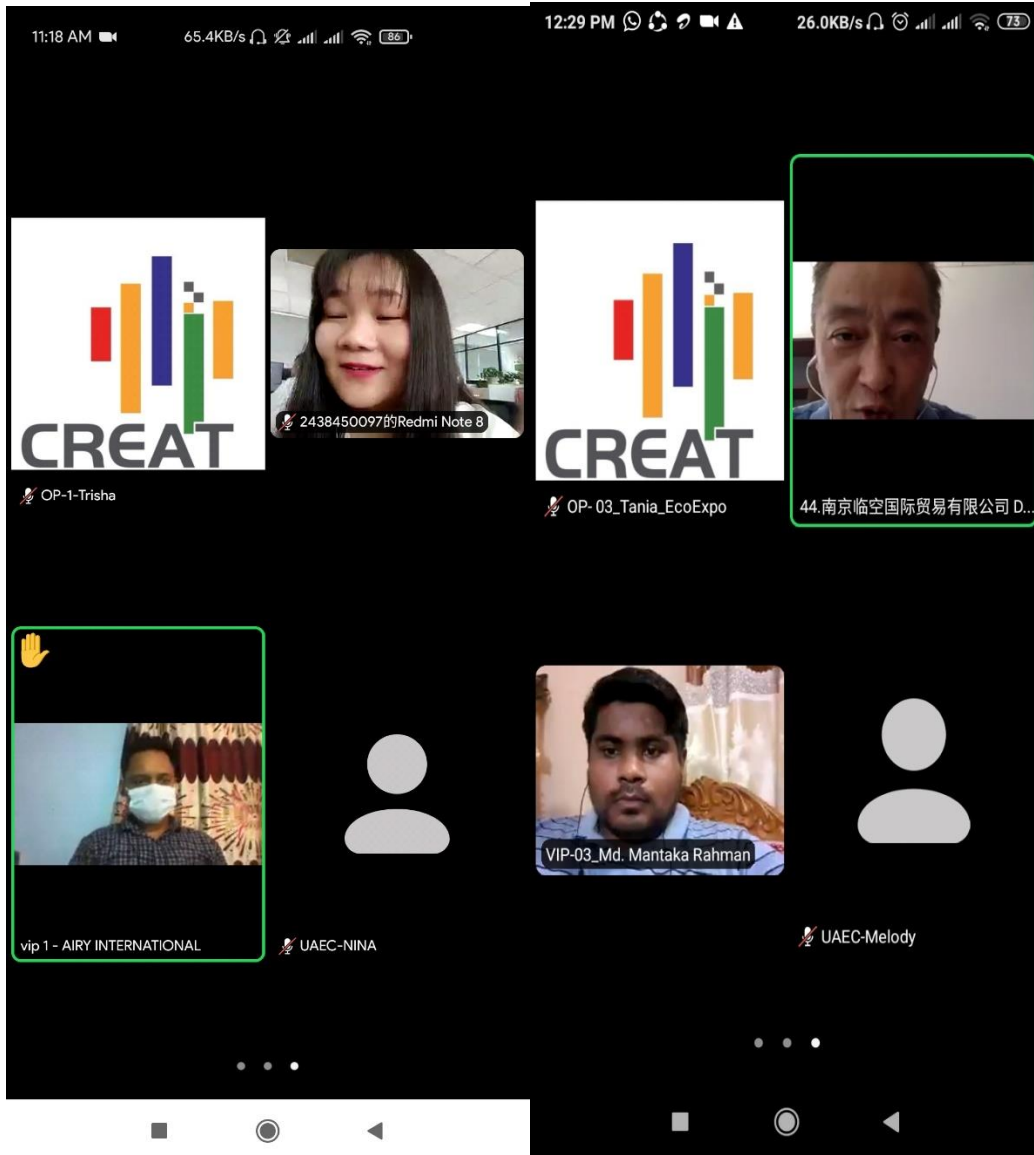 11:18 AM 65.4KB/s 86
CREAT
OP-1-Trisha
2438450097的Redmi Note 8
vip 1 - AIRY INTERNATIONAL
UAEC-NINA
12:29 PM 26.0KB/s 73
CREAT
OP- 03_Tania_EcoExpo
44.南京临空国际贸易有限公司 D...
VIP-03_Md. Mantaka Rahman
UAEC-Melody